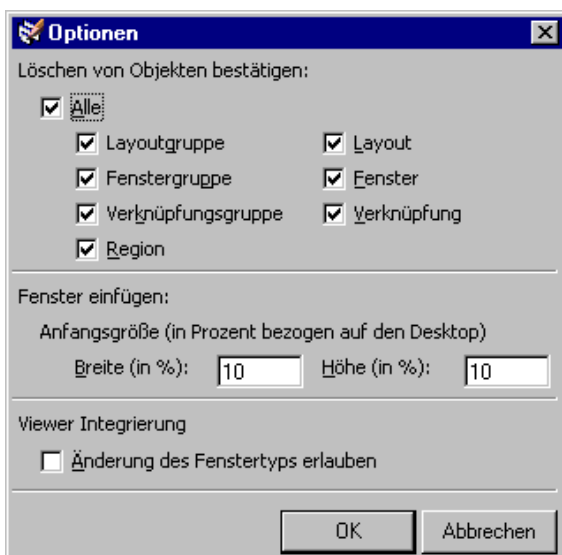 Optionen
Löschen von Objekten bestätigen:
Alle
Layoutgruppe Layout
Fenstergruppe Fenster
Verknüpfungsgruppe Verknüpfung
Region
Fenster einfügen:
Anfangsgröße (in Prozent bezogen auf den Desktop)
Breite (in %): 10 Höhe (in %): 10
Viewer Integrierung
Änderung des Fenstertyps erlauben
OK Abbrechen